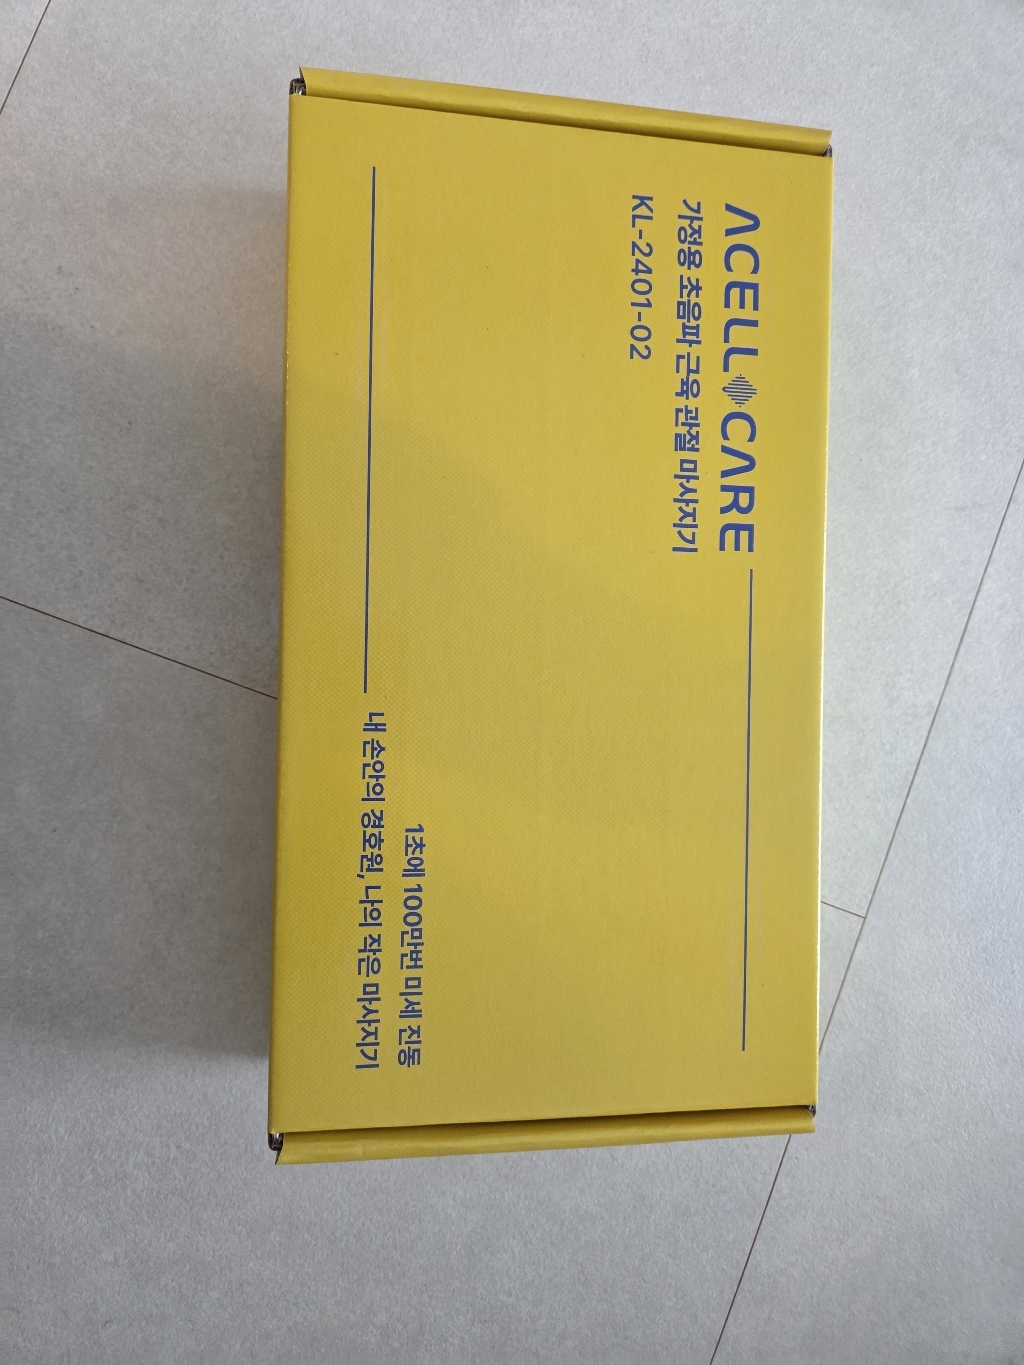 ACELL CARE
가정용 초음파 근육 관절 마사지기
KL-2401-02
1초에 100만번 미세 진동
내 손안의 경호원, 나의 작은 마사지기